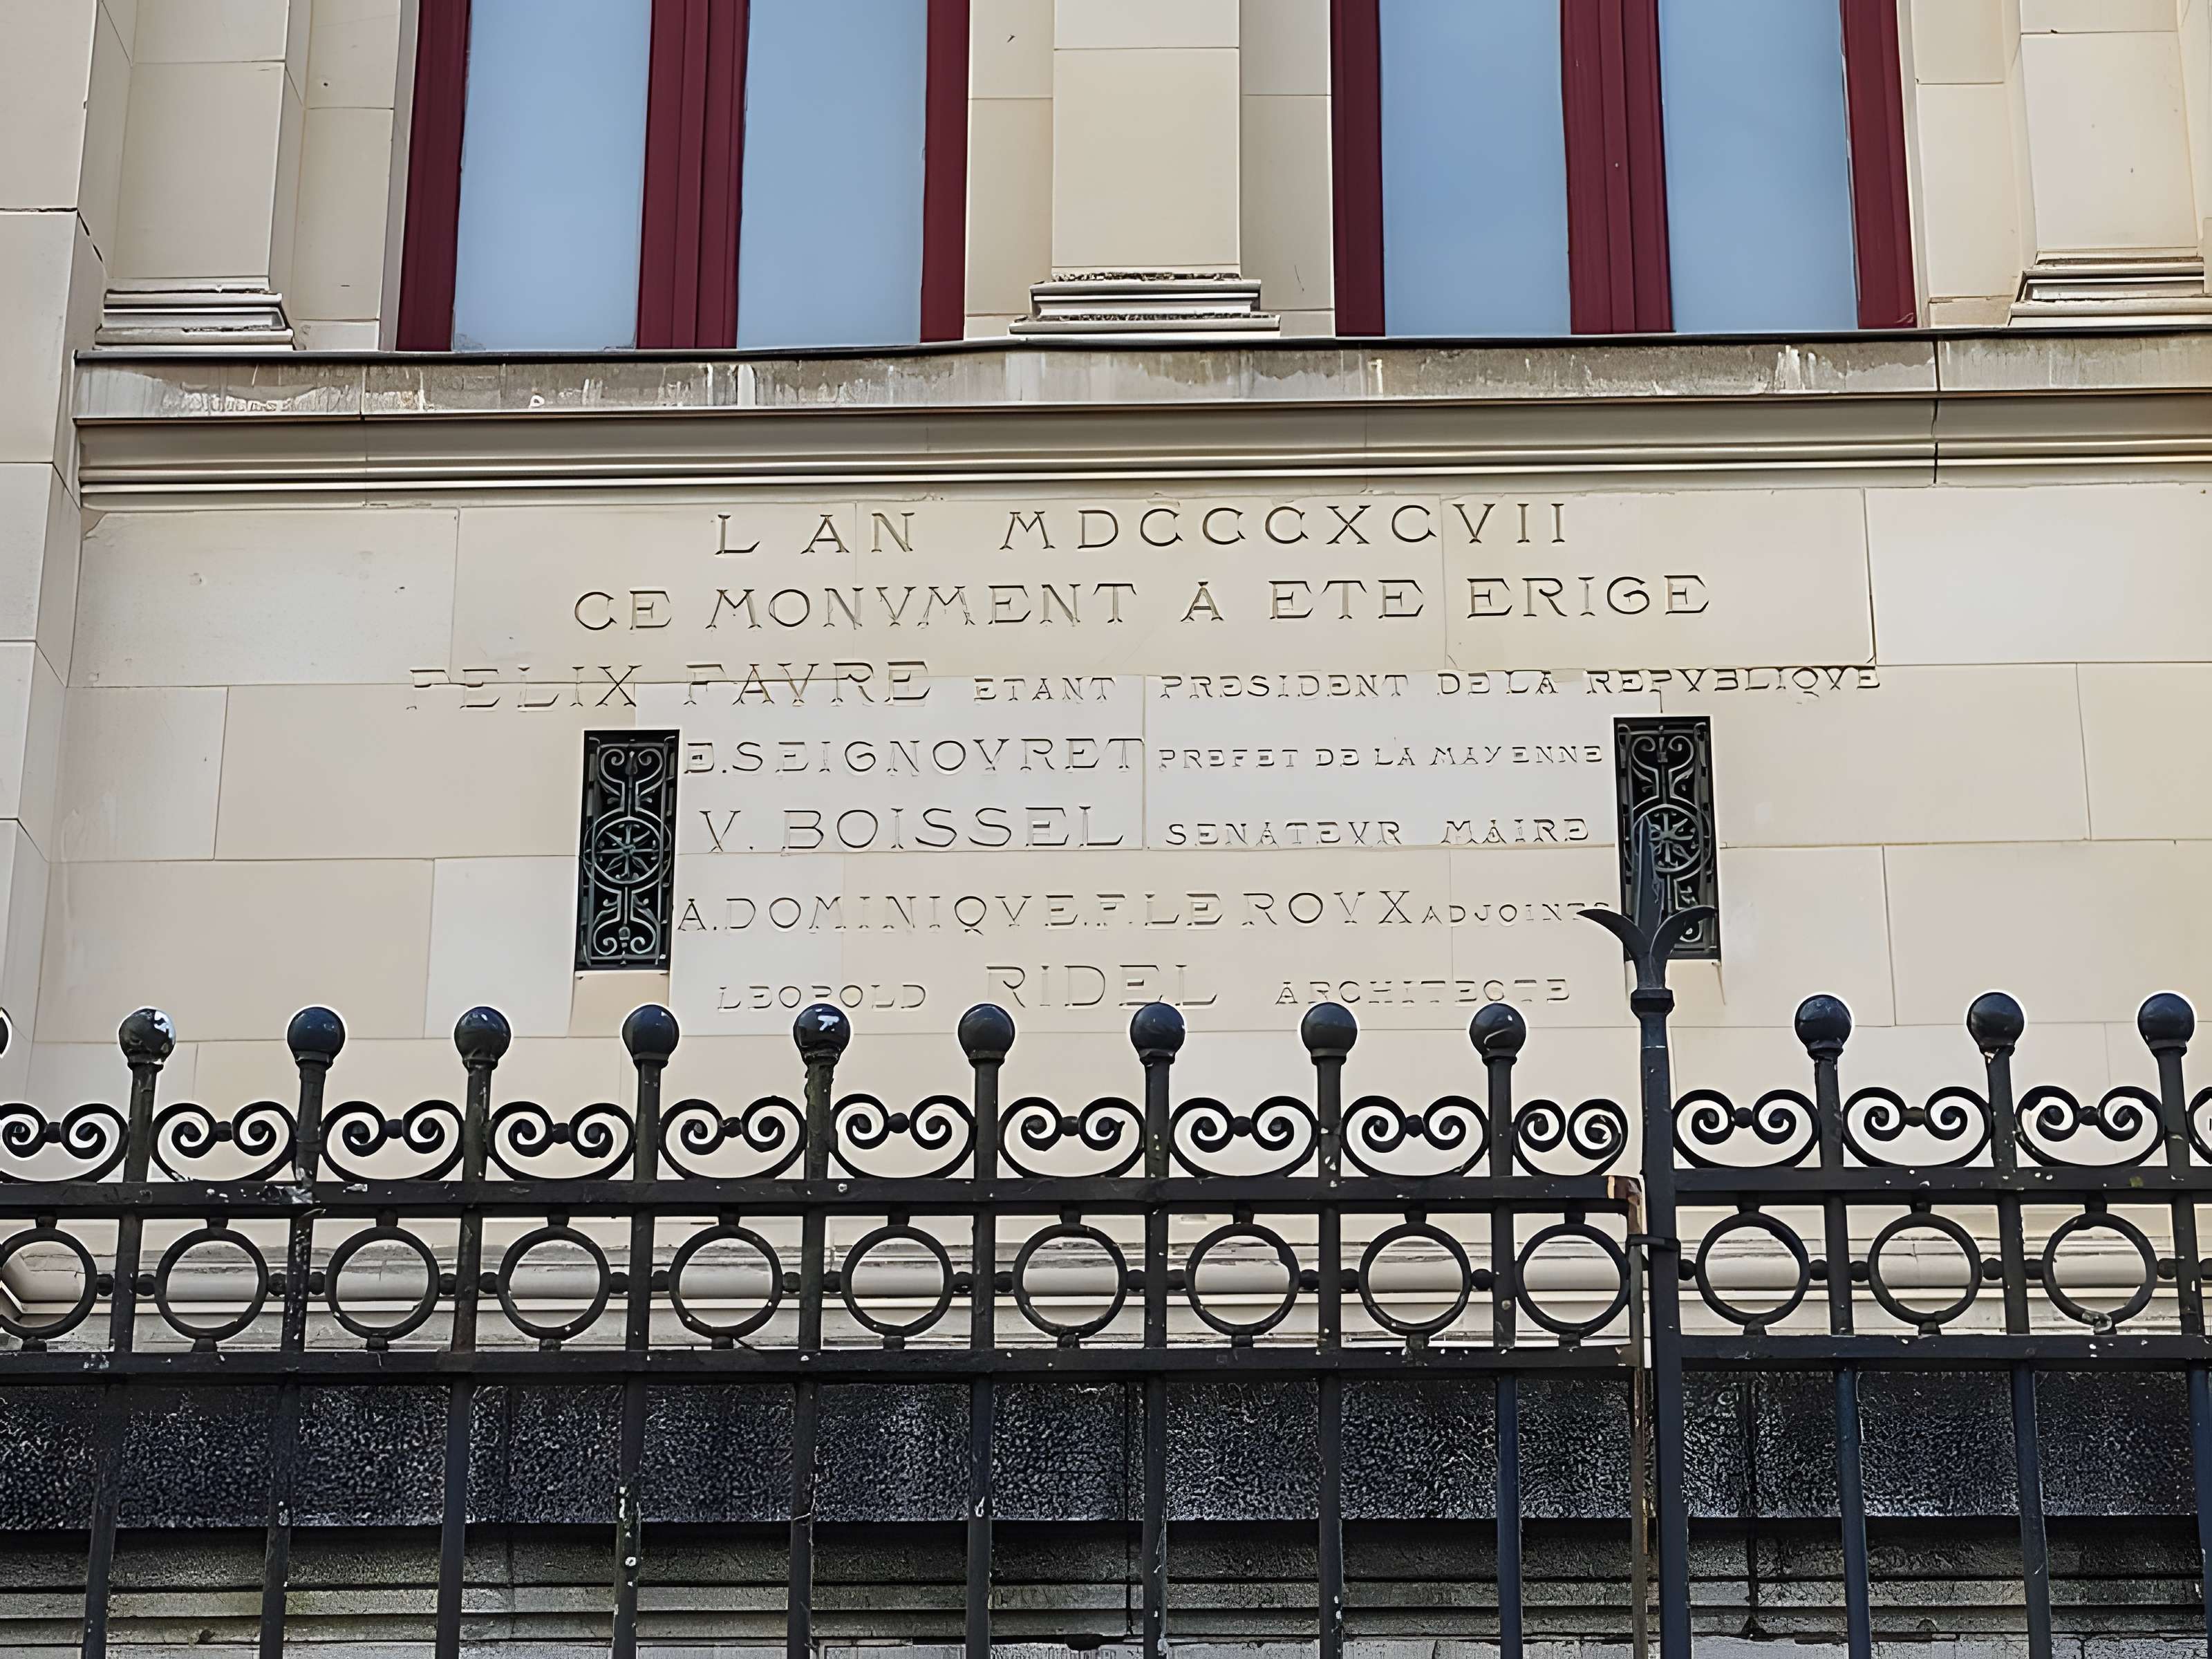 L AN MDCCCXCVII
CE MONVMENT A ETE ERIGE
FELIX FAVRE ETANT PRESIDENT DE LA REPVBLIQVE
E.SEIGNOVRET PREFET DE LA MAYENNE
V. BOISSEL SENATEVR MAIRE
A.DOMINIQVE.F.LE ROVX ADJOINTS
LEOPOLD RIDEL ARCHITECTE